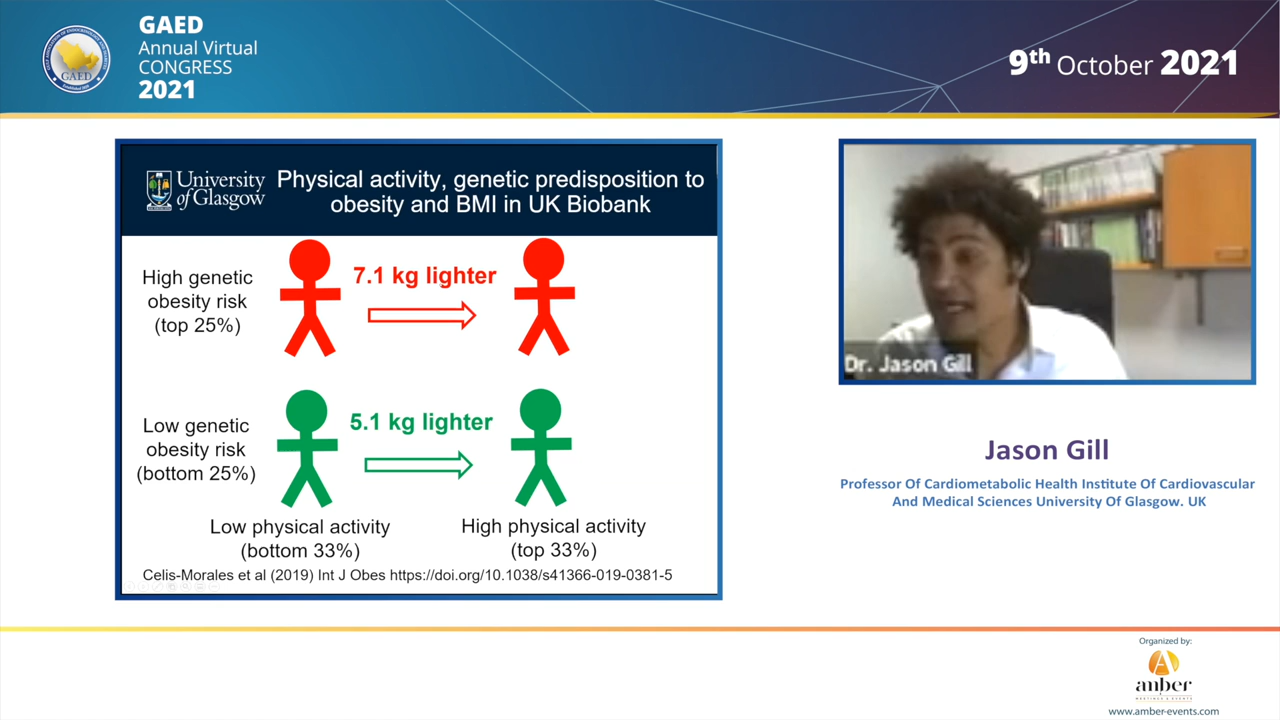 GAED
Annual Virtual
CONGRESS
2021
GAED
9th October 2021
University
of Glasgow
Physical activity, genetic predisposition to
obesity and BMI in UK Biobank
High genetic
obesity risk
(top 25%)
7.1 kg lighter
Low genetic
obesity risk
(bottom 25%)
5.1 kg lighter
Low physical activity
(bottom 33%)
High physical activity
(top 33%)
Celis-Morales et al (2019) Int J Obes https://doi.org/10.1038/s41366-019-0381-5
Dr. Jason Gill
Jason Gill
Professor Of Cardiometabolic Health Institute Of Cardiovascular
And Medical Sciences University Of Glasgow. UK
Organized by:
amber
MEETINGS & EVENTS
www.amber-events.com